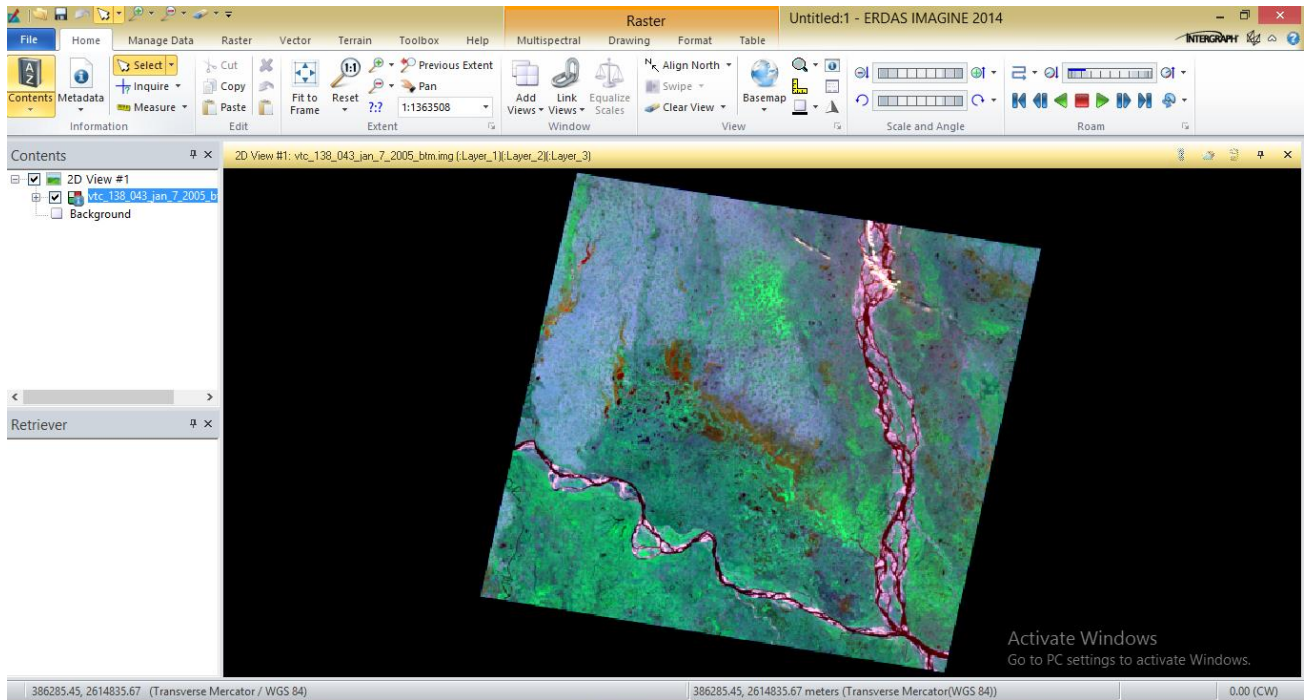 Raster
Untitled:1 - ERDAS IMAGINE 2014
File Home Manage Data Raster Vector Terrain Toolbox Help Multispectral Drawing Format Table
INTERGRAPH
Contents
Metadata
Select
Inquire
Measure
Information
Cut
Copy
Paste
Edit
Fit to Frame
1:1
Reset
?:?
Previous Extent
Pan
1:1363508
Extent
Add Views
Link Views
Equalize Scales
Window
Align North
Swipe
Clear View
Basemap
View
Scale and Angle
Roam
Contents
2D View #1
vtc_138_043_jan_7_2005_b
Background
Retriever
2D View #1: vtc_138_043_jan_7_2005_btm.img (:Layer_1)(:Layer_2)(:Layer_3)
Activate Windows
Go to PC settings to activate Windows.
386285.45, 2614835.67 (Transverse Mercator / WGS 84)
386285.45, 2614835.67 meters (Transverse Mercator(WGS 84))
0.00 (CW)